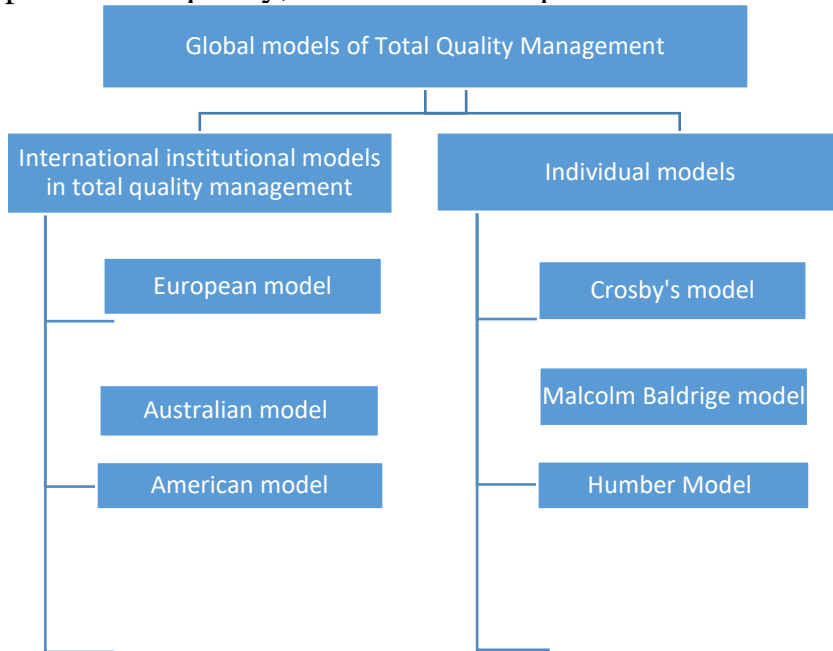 Global models of Total Quality Management
International institutional models
in total quality management
Individual models
European model
Crosby's model
Australian model
Malcolm Baldrige model
American model
Humber Model